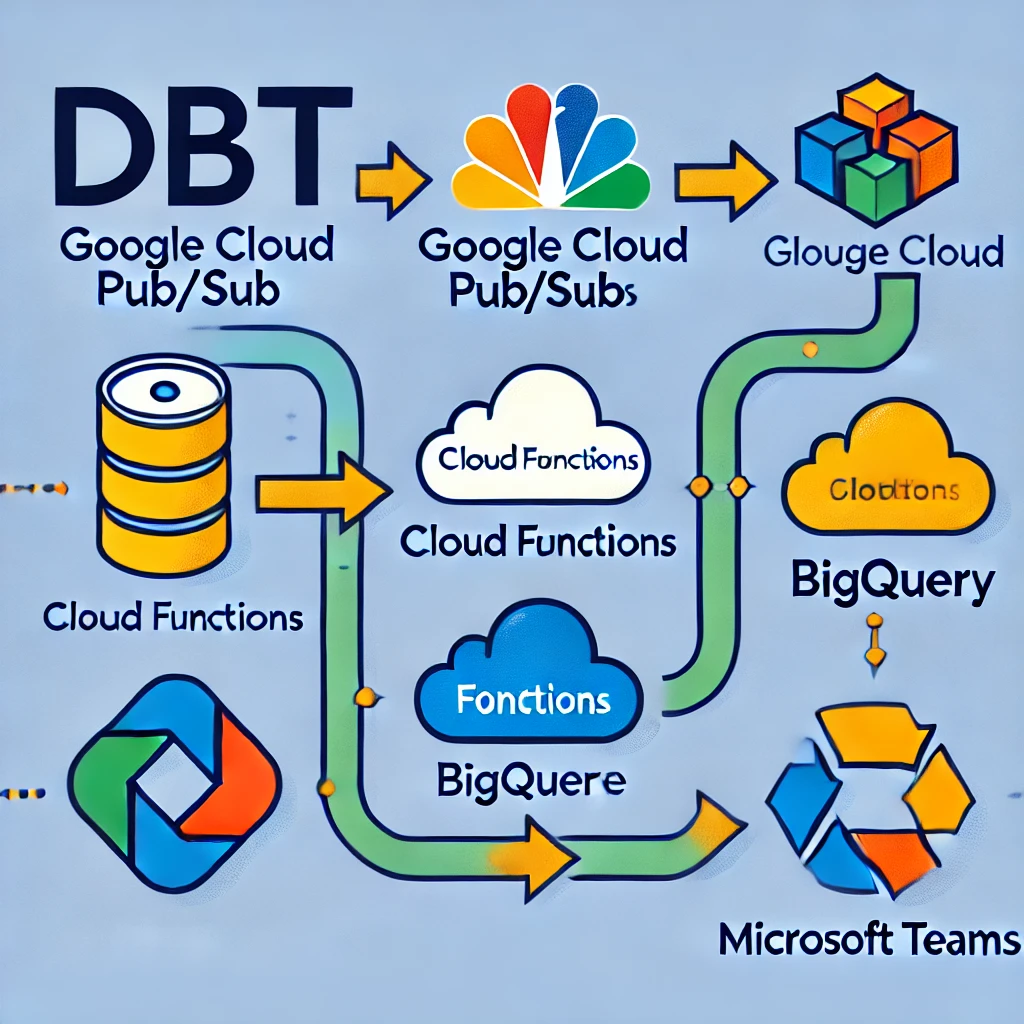 DBT
Google Cloud
Pub/Sub
Google Cloud
Pub/Subs
Glouge Cloud
Cloud Fonctions
Cloud Functions
Cloud Functions
BigQuery
Fonctions
BigQuere
Microsoft Teams